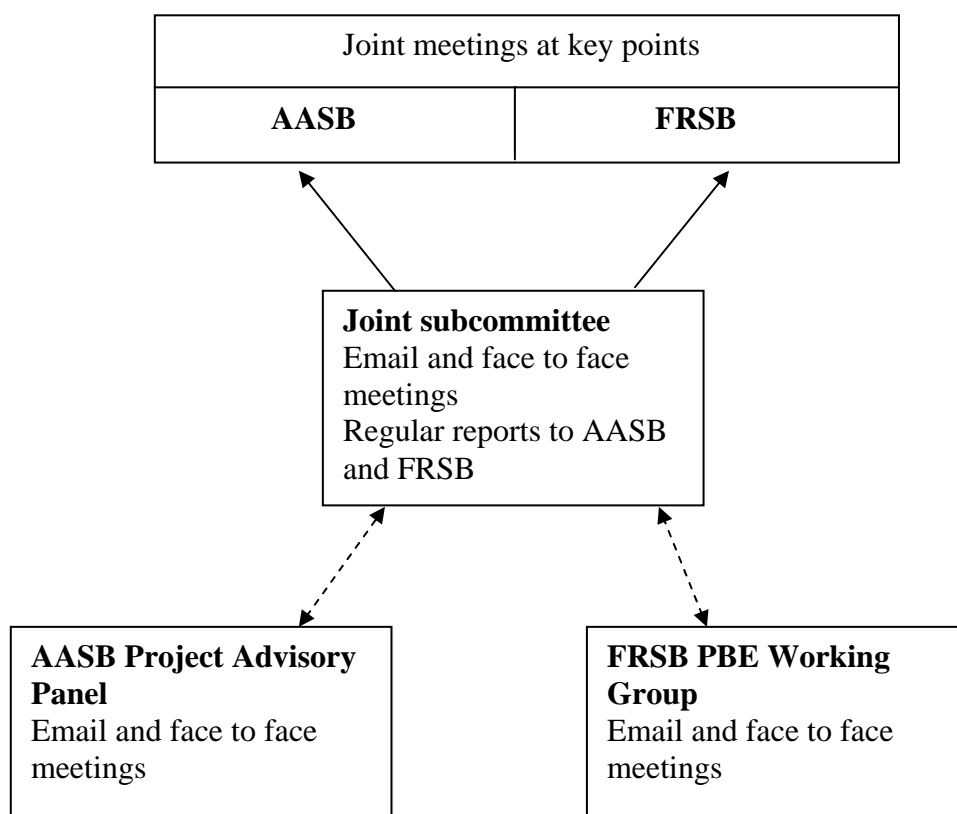 Joint meetings at key points
AASB
FRSB
Joint subcommittee
Email and face to face
meetings
Regular reports to AASB
and FRSB
AASB Project Advisory
Panel
Email and face to face
meetings
FRSB PBE Working
Group
Email and face to face
meetings